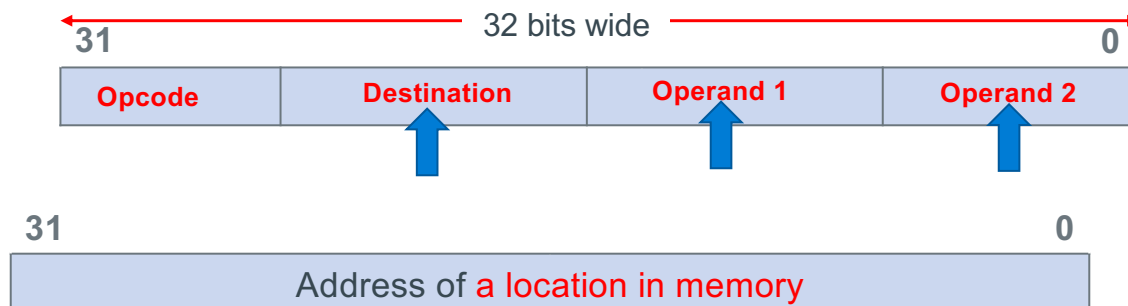 32 bits wide
31 0
Opcode Destination Operand 1 Operand 2
31 0
Address of a location in memory